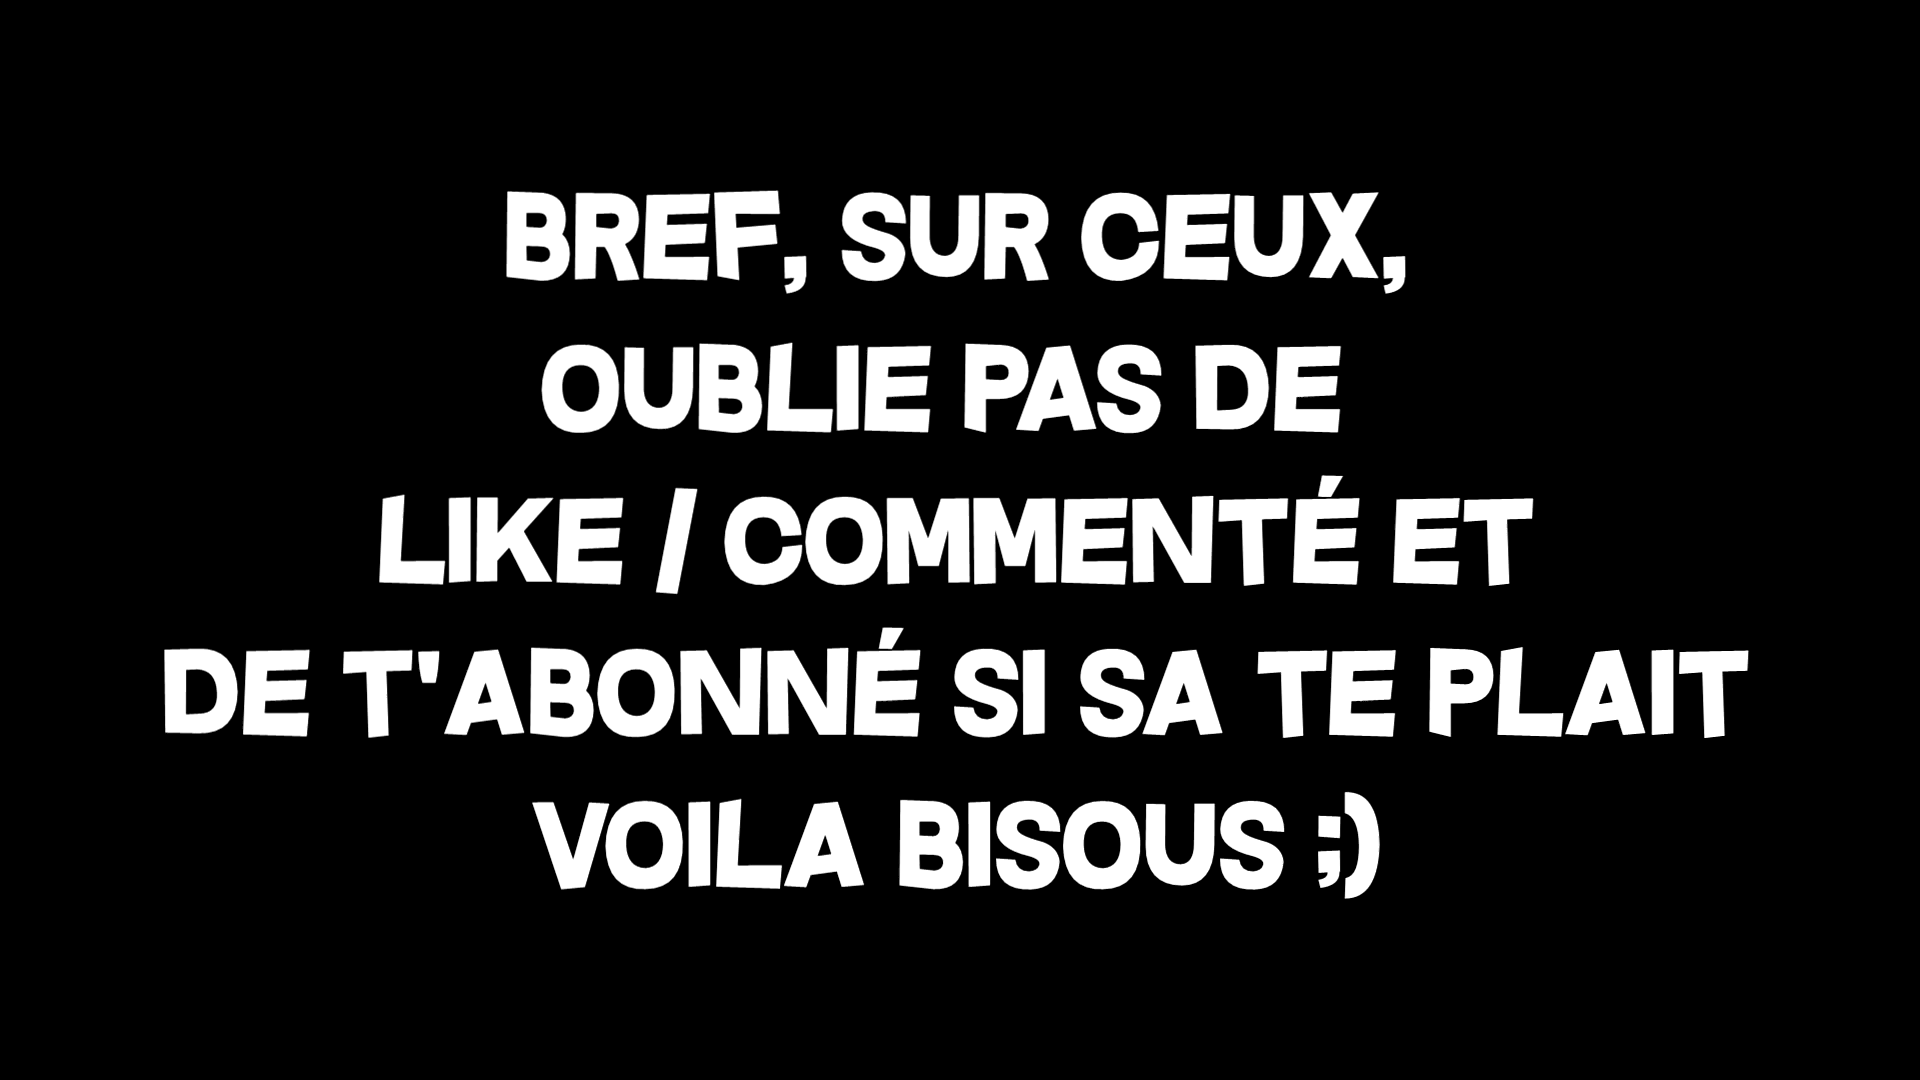 BREF, SUR CEUX,
OUBLIE PAS DE
LIKE / COMMENTÉ ET
DE T'ABONNÉ SI SA TE PLAIT
VOILA BISOUS ;)